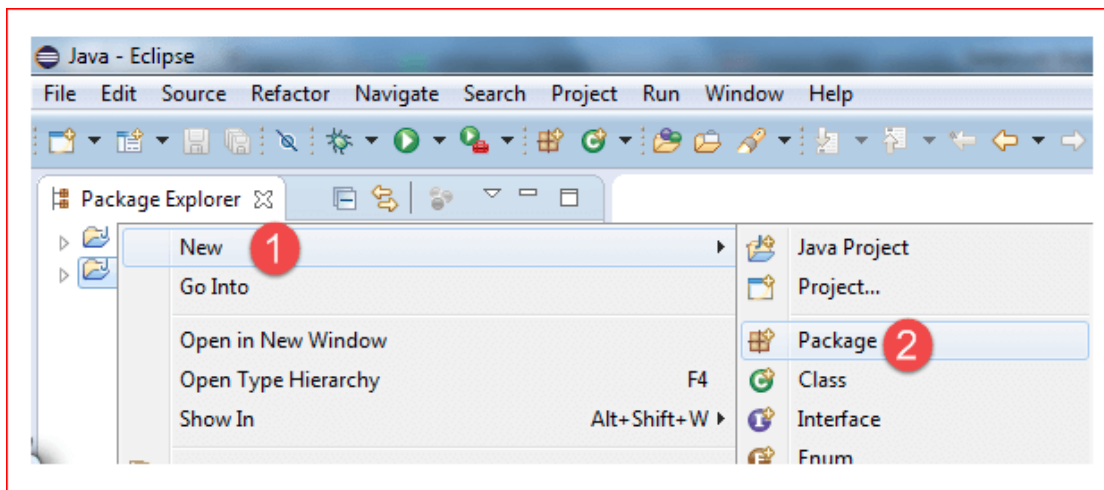 Java - Eclipse
File Edit Source Refactor Navigate Search Project Run Window Help
Package Explorer
New 1
Go Into
Open in New Window
Open Type Hierarchy F4
Show In Alt+Shift+W
Java Project
Project...
Package 2
Class
Interface
Enum